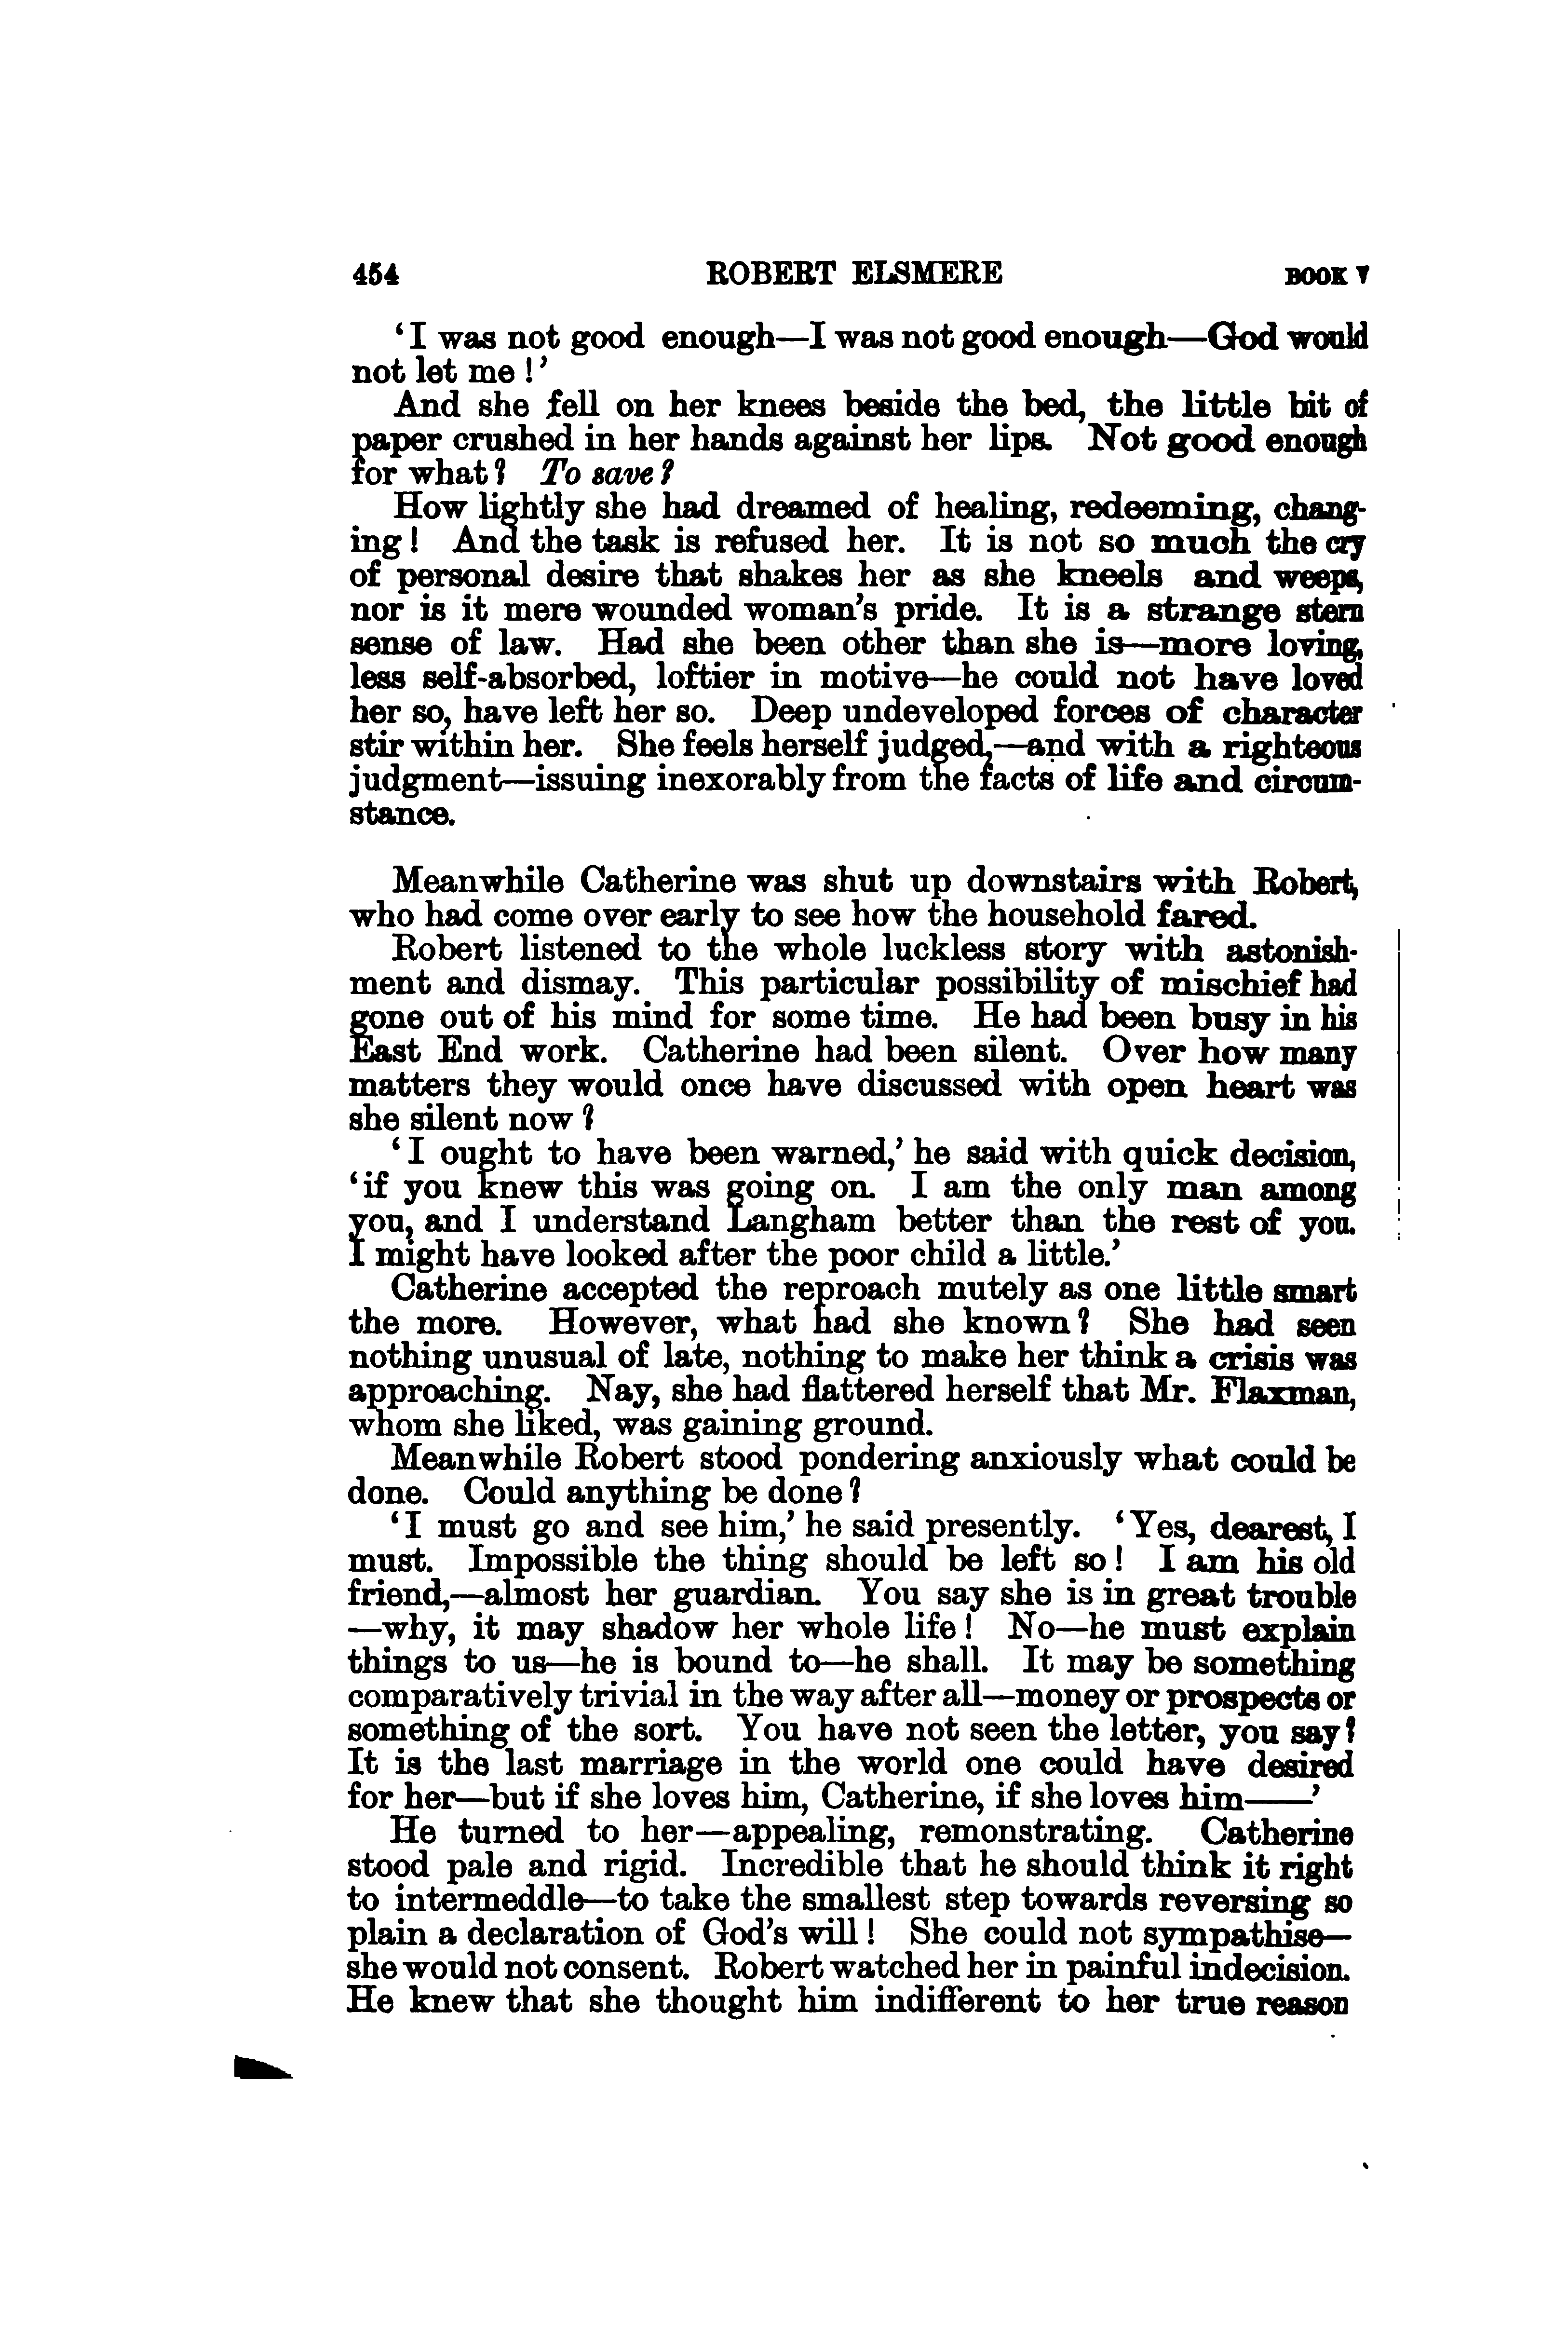 454 ROBERT ELSMERE BOOK V
‘I was not good enough—I was not good enough—God would
not let me!’
And she fell on her knees beside the bed, the little bit of
paper crushed in her hands against her lips. Not good enough
for what? To save?
How lightly she had dreamed of healing, redeeming, chang-
ing! And the task is refused her. It is not so much the cry
of personal desire that shakes her as she kneels and weeps,
nor is it mere wounded woman’s pride. It is a strange stern
sense of law. Had she been other than she is—more loving,
less self-absorbed, loftier in motive—he could not have loved
her so, have left her so. Deep undeveloped forces of character
stir within her. She feels herself judged,—and with a righteous
judgment—issuing inexorably from the facts of life and circum-
stance.
Meanwhile Catherine was shut up downstairs with Robert,
who had come over early to see how the household fared.
Robert listened to the whole luckless story with astonish-
ment and dismay. This particular possibility of mischief had
gone out of his mind for some time. He had been busy in his
East End work. Catherine had been silent. Over how many
matters they would once have discussed with open heart was
she silent now?
‘I ought to have been warned,’ he said with quick decision,
‘if you knew this was going on. I am the only man among
you, and I understand Langham better than the rest of you.
I might have looked after the poor child a little.’
Catherine accepted the reproach mutely as one little smart
the more. However, what had she known? She had seen
nothing unusual of late, nothing to make her think a crisis was
approaching. Nay, she had flattered herself that Mr. Flaxman,
whom she liked, was gaining ground.
Meanwhile Robert stood pondering anxiously what could be
done. Could anything be done?
‘I must go and see him,’ he said presently. ‘Yes, dearest, I
must. Impossible the thing should be left so! I am his old
friend,—almost her guardian. You say she is in great trouble
—why, it may shadow her whole life! No—he must explain
things to us—he is bound to—he shall. It may be something
comparatively trivial in the way after all—money or prospects or
something of the sort. You have not seen the letter, you say?
It is the last marriage in the world one could have desired
for her—but if she loves him, Catherine, if she loves him——’
He turned to her—appealing, remonstrating. Catherine
stood pale and rigid. Incredible that he should think it right
to intermeddle—to take the smallest step towards reversing so
plain a declaration of God’s will! She could not sympathise—
she would not consent. Robert watched her in painful indecision.
He knew that she thought him indifferent to her true reason